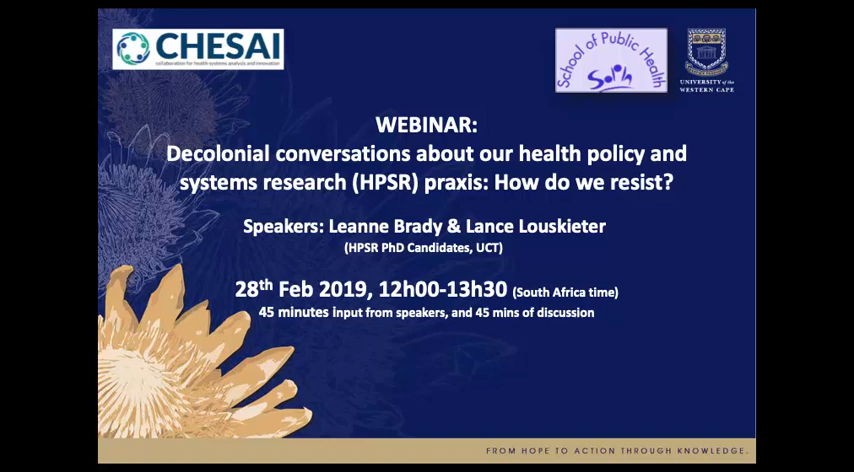 CHESAI
collaboration for health systems analysis and innovation
School of Public Health
SoPH
UNIVERSITY of the
WESTERN CAPE
WEBINAR:
Decolonial conversations about our health policy and
systems research (HPSR) praxis: How do we resist?
Speakers: Leanne Brady & Lance Louskieter
(HPSR PhD Candidates, UCT)
28th Feb 2019, 12h00-13h30 (South Africa time)
45 minutes input from speakers, and 45 mins of discussion
FROM HOPE TO ACTION THROUGH KNOWLEDGE.